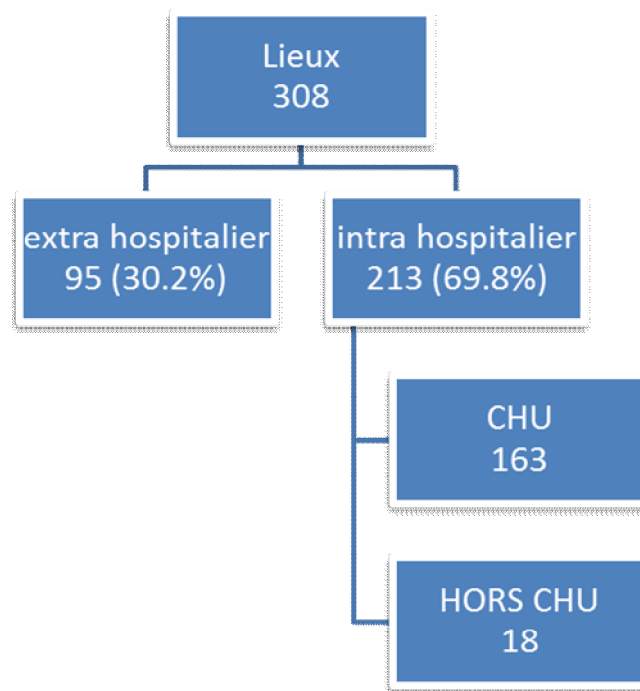 Lieux
308
extra hospitalier
95 (30.2%)
intra hospitalier
213 (69.8%)
CHU
163
HORS CHU
18